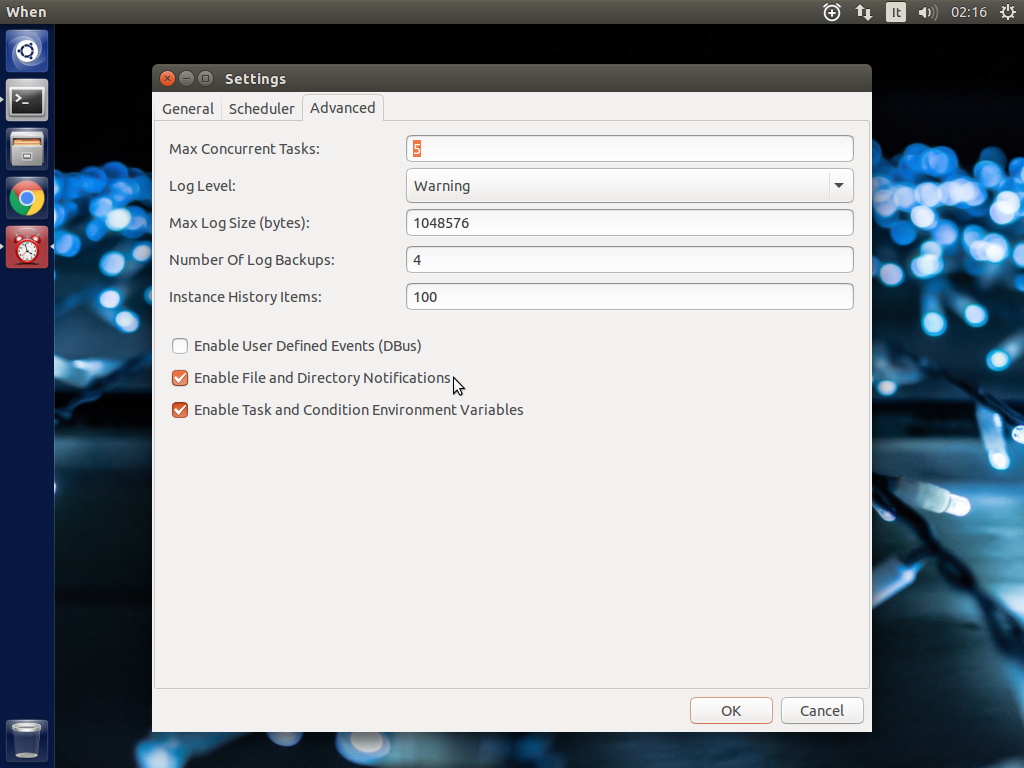 When
It
02:16
Settings
General
Scheduler
Advanced
Max Concurrent Tasks:
5
Log Level:
Warning
Max Log Size (bytes):
1048576
Number Of Log Backups:
4
Instance History Items:
100
Enable User Defined Events (DBus)
Enable File and Directory Notifications
Enable Task and Condition Environment Variables
OK
Cancel